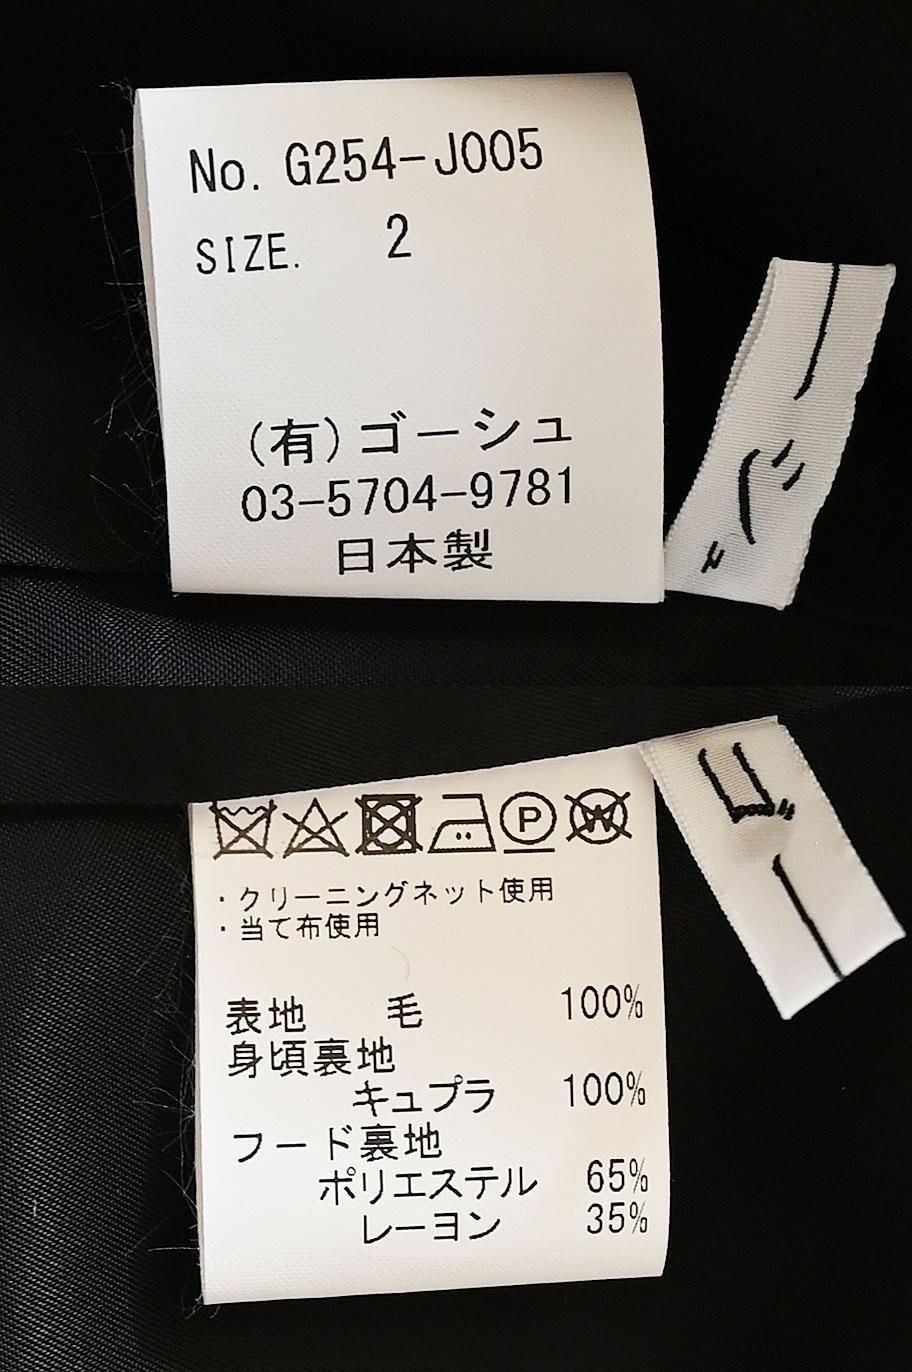 No. G254-J005
SIZE. 2
(有)ゴーシュ
03-5704-9781
日本製
P
W
・クリーニングネット使用
・当て布使用
表地 毛 100%
身頃裏地
キュプラ 100%
フード裏地
ポリエステル 65%
レーヨン 35%